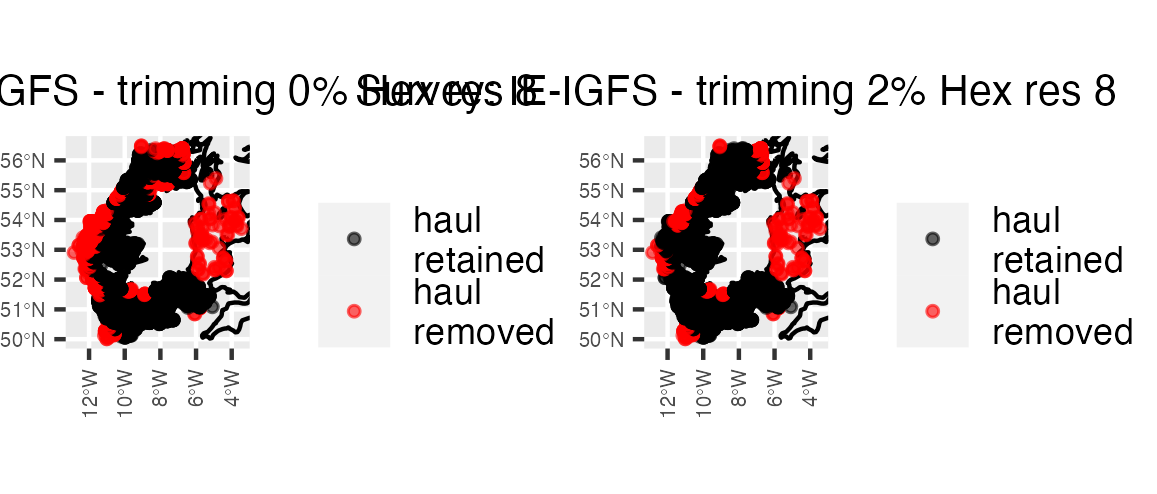 GFS - trimming 0% Hex res 8
Survey: IE-IGFS - trimming 2% Hex res 8
56°N
55°N
54°N
53°N
52°N
51°N
50°N
12°W
10°W
8°W
6°W
4°W
haul
retained
haul
removed
56°N
55°N
54°N
53°N
52°N
51°N
50°N
12°W
10°W
8°W
6°W
4°W
haul
retained
haul
removed